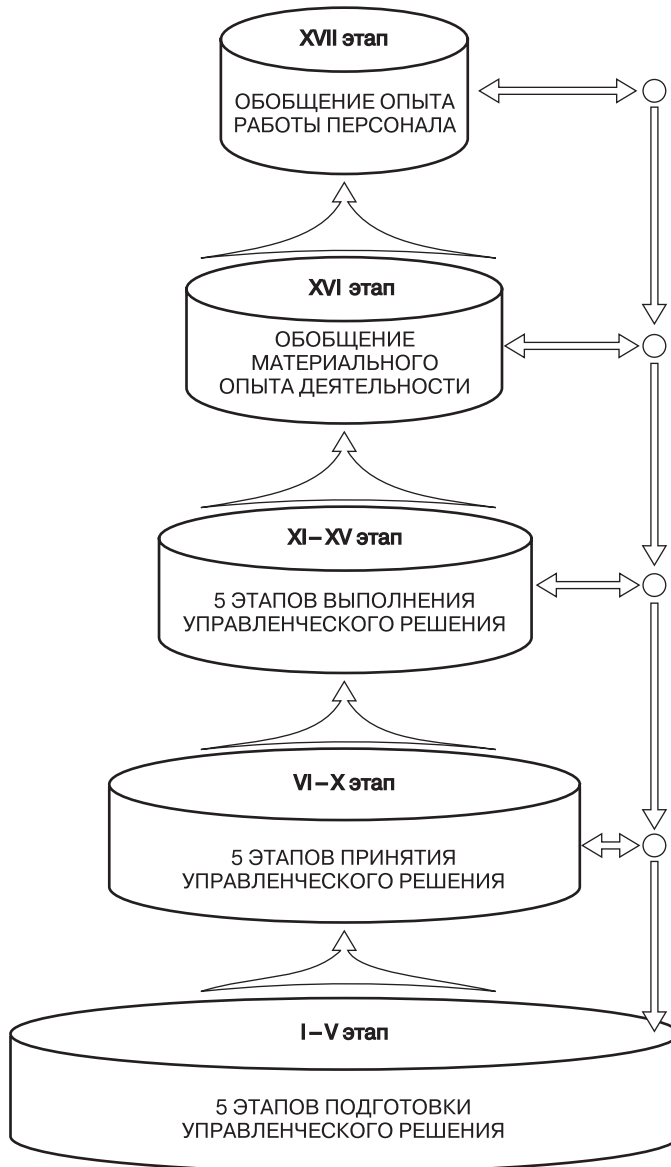 XVII этап
ОБОБЩЕНИЕ ОПЫТА
РАБОТЫ ПЕРСОНАЛА
XVI этап
ОБОБЩЕНИЕ
МАТЕРИАЛЬНОГО
ОПЫТА ДЕЯТЕЛЬНОСТИ
XI–XV этап
5 ЭТАПОВ ВЫПОЛНЕНИЯ
УПРАВЛЕНЧЕСКОГО РЕШЕНИЯ
VI–X этап
5 ЭТАПОВ ПРИНЯТИЯ
УПРАВЛЕНЧЕСКОГО РЕШЕНИЯ
I–V этап
5 ЭТАПОВ ПОДГОТОВКИ
УПРАВЛЕНЧЕСКОГО РЕШЕНИЯ